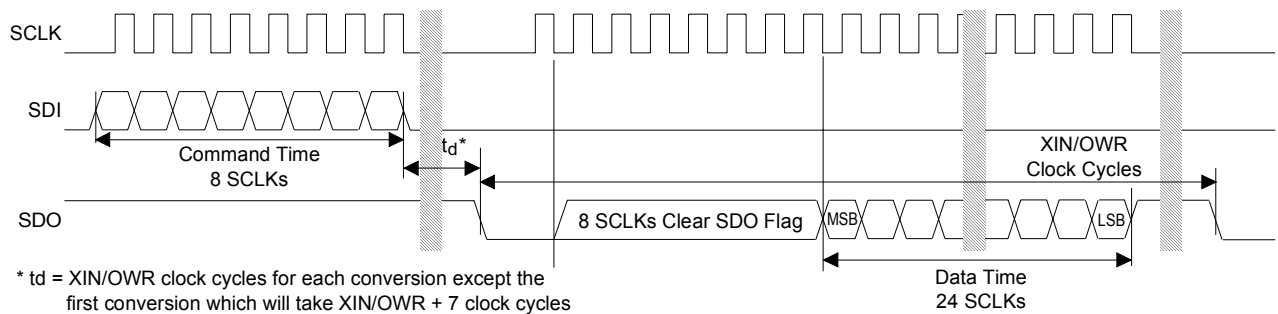 SCLK
SDI
Command Time
8 SCLKs
td*
XIN/OWR
Clock Cycles
SDO
8 SCLKs Clear SDO Flag
MSB
LSB
Data Time
24 SCLKs
* td = XIN/OWR clock cycles for each conversion except the
first conversion which will take XIN/OWR + 7 clock cycles